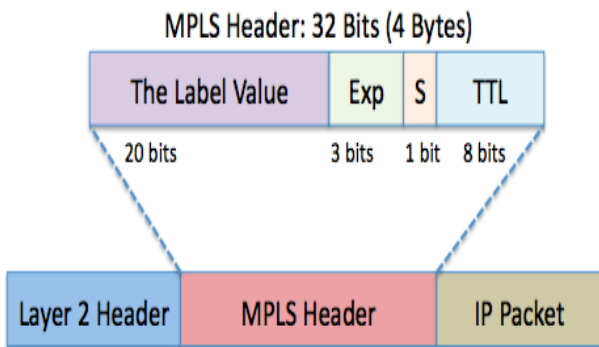 MPLS Header: 32 Bits (4 Bytes)
The Label Value Exp S TTL
20 bits 3 bits 1 bit 8 bits
Layer 2 Header MPLS Header IP Packet